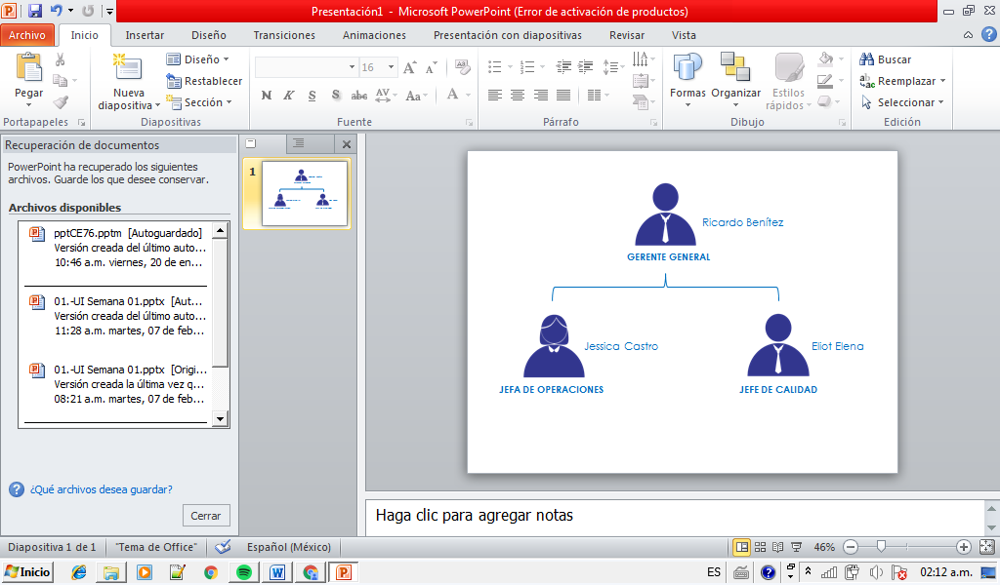 Presentación1 - Microsoft PowerPoint (Error de activación de productos)
Archivo Inicio Insertar Diseño Transiciones Animaciones Presentación con diapositivas Revisar Vista
Pegar
Portapapeles
Nueva diapositiva
Diseño
Restablecer
Sección
Diapositivas
16
N K S S abc AV Aa A
Fuente
Párrafo
Formas
Organizar
Estilos rápidos
Dibujo
Buscar
Reemplazar
Seleccionar
Edición
Recuperación de documentos
PowerPoint ha recuperado los siguientes
archivos. Guarde los que desee conservar.
Archivos disponibles
pptCE76.pptm [Autoguardado]
Versión creada del último auto...
10:46 a.m. viernes, 20 de en...
01.-UI Semana 01.pptx [Aut...
Versión creada del último auto...
11:28 a.m. martes, 07 de feb...
01.-UI Semana 01.pptx [Origi...
Versión creada la última vez q...
08:21 a.m. martes, 07 de feb...
¿Qué archivos desea guardar?
Cerrar
1
Ricardo Benítez
GERENTE GENERAL
Jessica Castro
JEFA DE OPERACIONES
Eliot Elena
JEFE DE CALIDAD
Haga clic para agregar notas
Diapositiva 1 de 1 "Tema de Office" Español (México) 46%
Inicio ES 02:12 a.m.